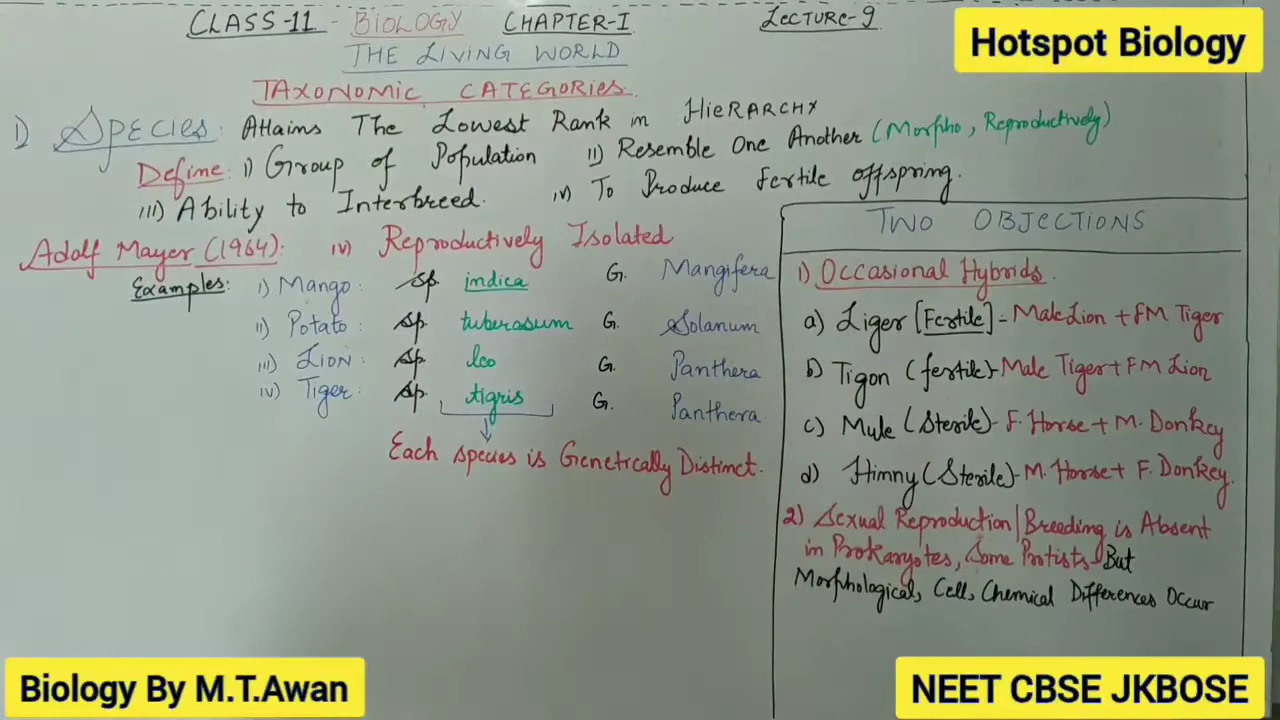 CLASS-11 - BIOLOGY CHAPTER-I LECTURE-9
Hotspot Biology
THE LIVING WORLD
TAXONOMIC CATEGORIES
1) SPECIES: Attains The Lowest Rank in HIERARCHY
Define: i) Group of Population ii) Resemble One Another (Morpho, Reproductively)
iii) Ability to Interbreed. iv) To Produce Fertile offspring.
Adolf Mayer (1964): iv) Reproductively Isolated
Examples: i) Mango: Sp. indica G. Mangifera
ii) Potato: Sp. tuberosum G. Solanum
iii) LION: Sp. leo G. Panthera
iv) Tiger: Sp. tigris G. Panthera
Each species is Genetically Distinct.
TWO OBJECTIONS
1) Occasional Hybrids.
a) Liger [Fertile] - Male Lion + FM Tiger
b) Tigon (fertile) - Male Tiger + FM Lion
c) Mule (Sterile) - F. Horse + M. Donkey
d) Himny (Sterile) - M. Horse + F. Donkey.
2) Sexual Reproduction/Breeding is Absent
in Prokaryotes, Some Protists - But
Morphological, Cell, Chemical Differences Occur
Biology By M.T.Awan
NEET CBSE JKBOSE